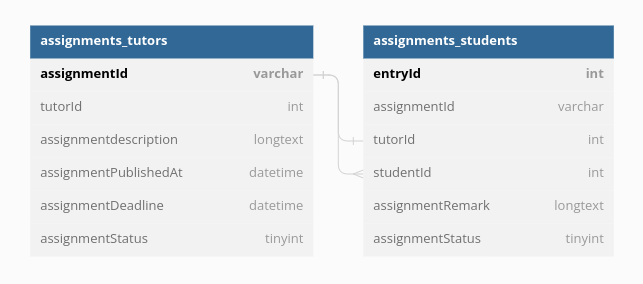 assignments_tutors
assignmentId varchar
tutorId int
assignmentdescription longtext
assignmentPublishedAt datetime
assignmentDeadline datetime
assignmentStatus tinyint
assignments_students
entryId int
assignmentId varchar
tutorId int
studentId int
assignmentRemark longtext
assignmentStatus tinyint